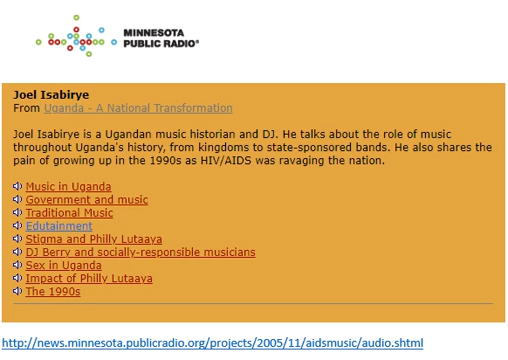 MINNESOTA
PUBLIC RADIO®
Joel Isabirye
From Uganda - A National Transformation
Joel Isabirye is a Ugandan music historian and DJ. He talks about the role of music
throughout Uganda's history, from kingdoms to state-sponsored bands. He also shares the
pain of growing up in the 1990s as HIV/AIDS was ravaging the nation.
Music in Uganda
Government and music
Traditional Music
Edutainment
Stigma and Philly Lutaaya
DJ Berry and socially-responsible musicians
Sex in Uganda
Impact of Philly Lutaaya
The 1990s
http://news.minnesota.publicradio.org/projects/2005/11/aidsmusic/audio.shtml